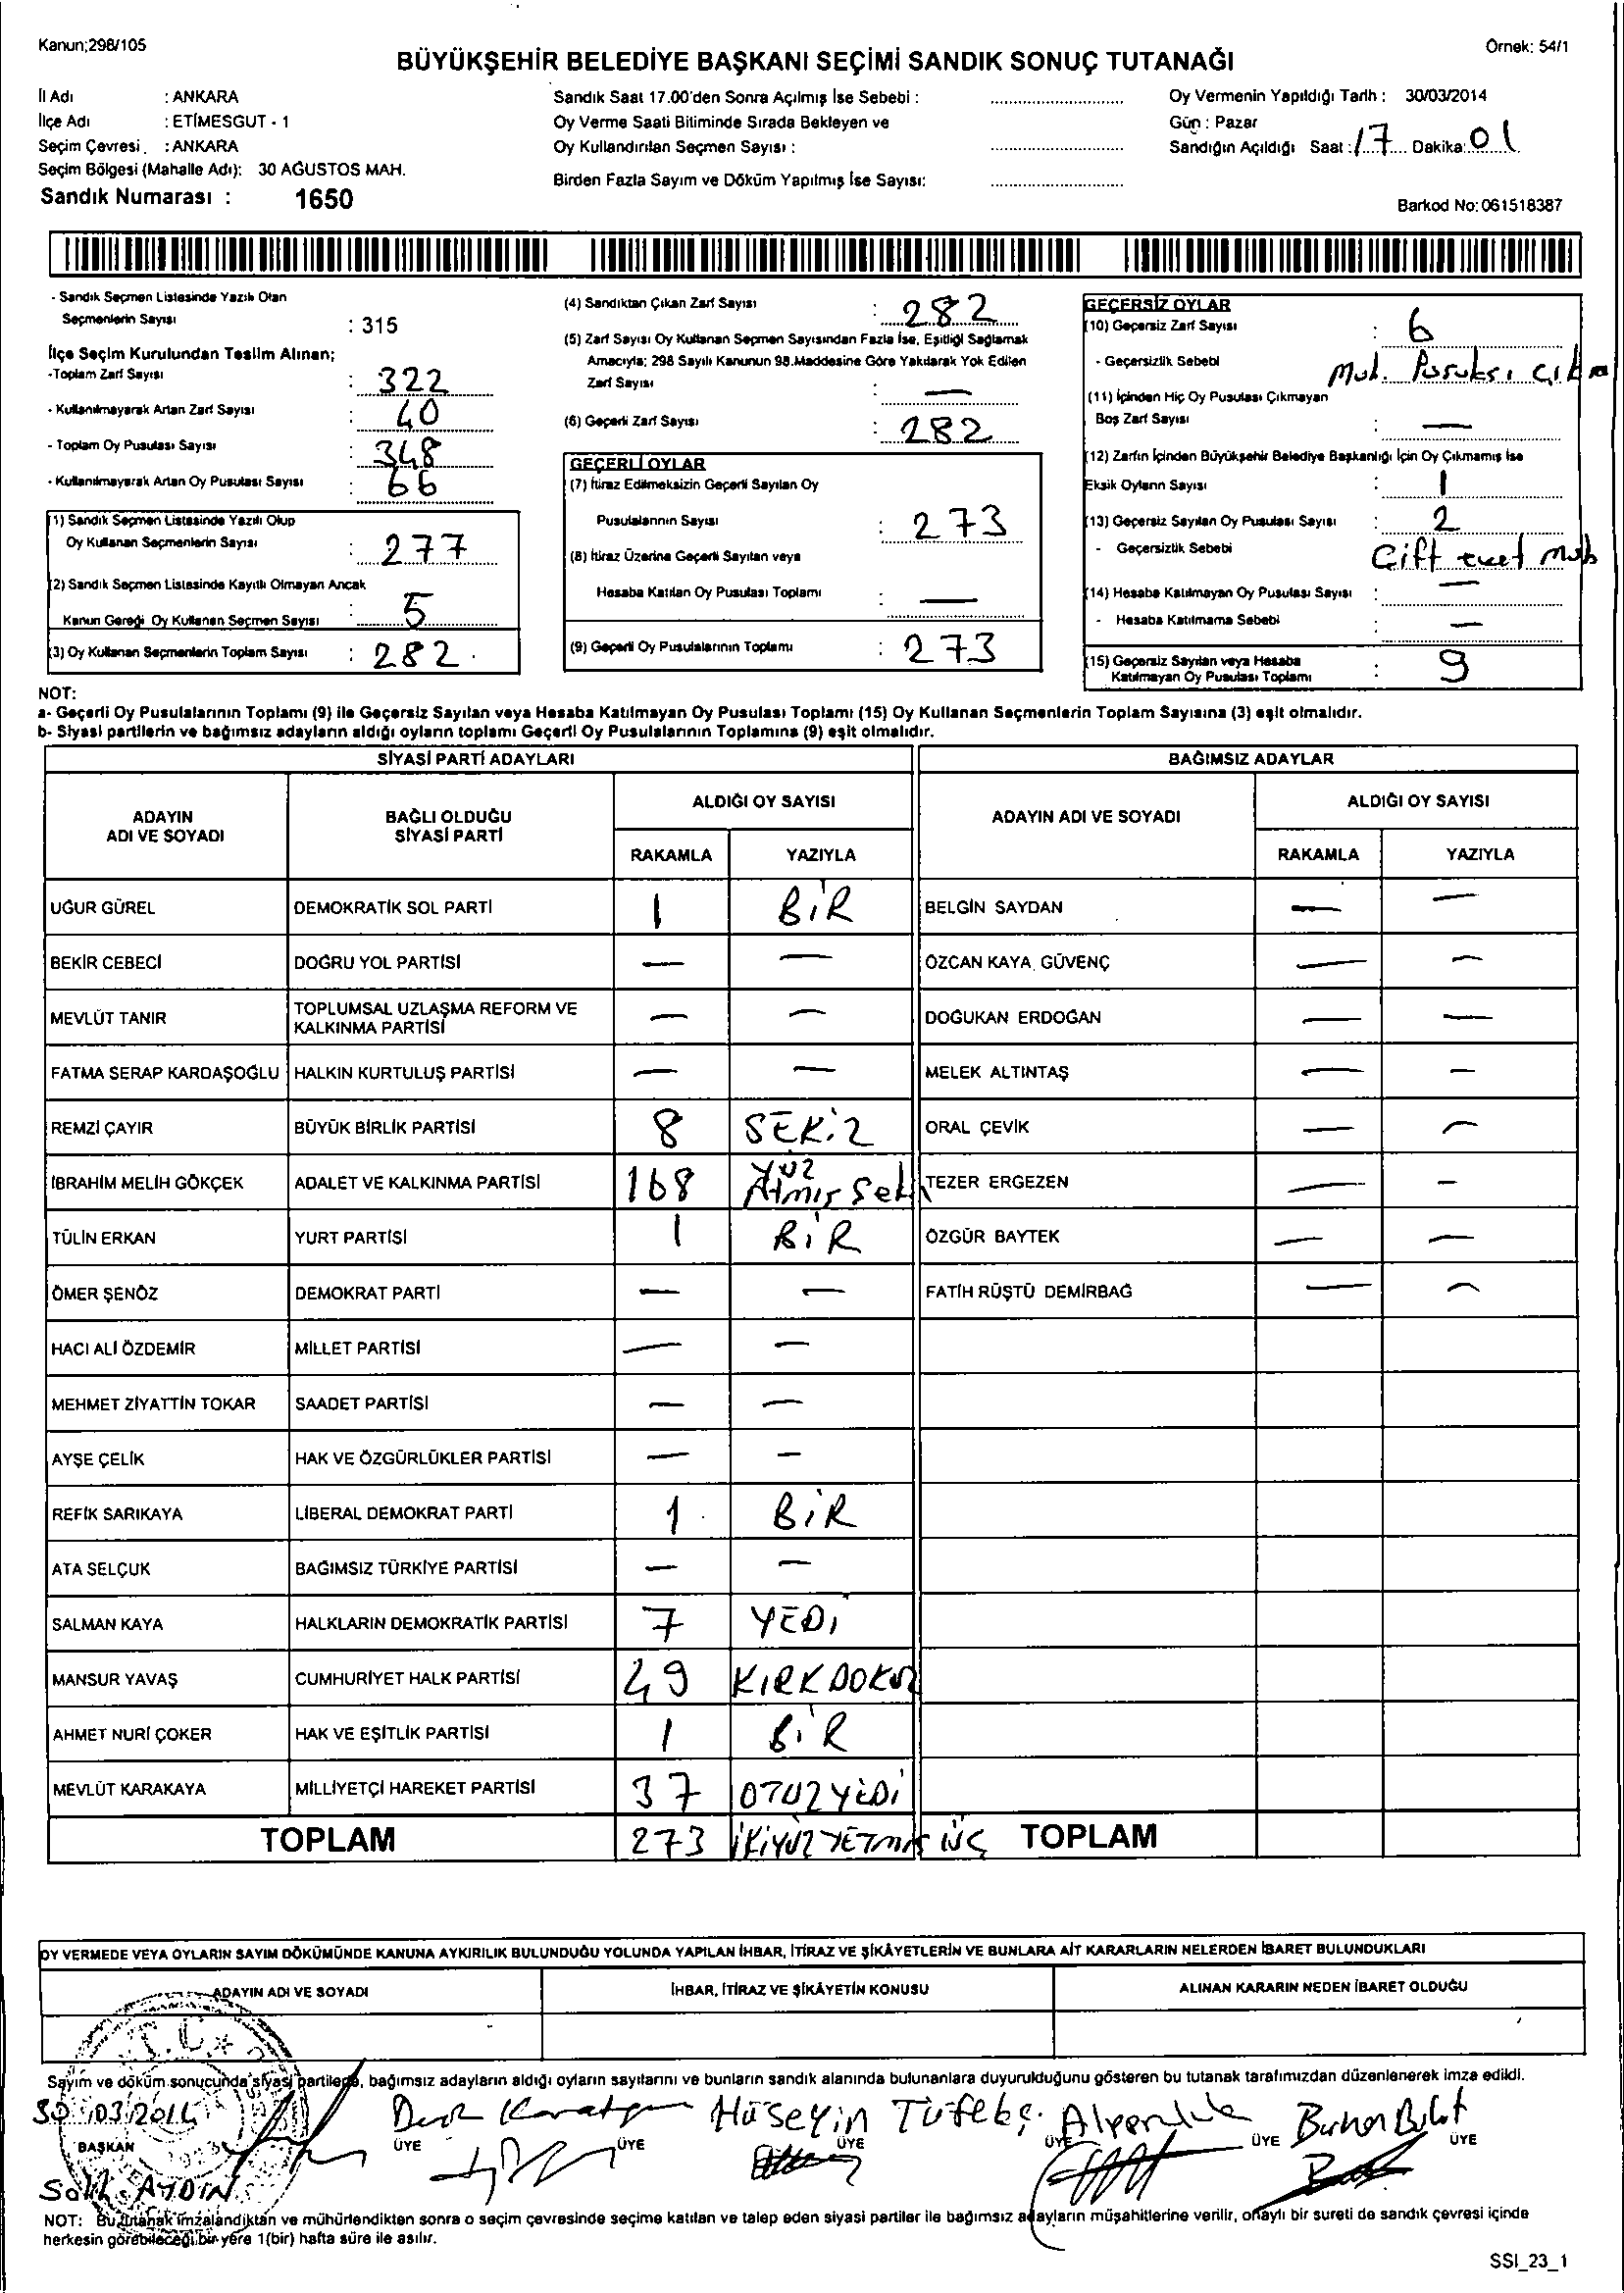 Kanun;298/105
Örnek: 54/1
BÜYÜKŞEHİR BELEDİYE BAŞKANI SEÇİMİ SANDIK SONUÇ TUTANAĞI
İl Adı : ANKARA
İlçe Adı : ETİMESGUT - 1
Seçim Çevresi : ANKARA
Seçim Bölgesi (Mahalle Adı): 30 AĞUSTOS MAH.
Sandık Numarası : 1650
Sandık Saat 17.00'den Sonra Açılmış İse Sebebi :
Oy Verme Saati Bitiminde Sırada Bekleyen ve
Oy Kullandırılan Seçmen Sayısı :
Birden Fazla Sayım ve Döküm Yapılmış İse Sayısı:
Oy Vermenin Yapıldığı Tarih : 30/03/2014
Gün : Pazar
Sandığın Açıldığı Saat : 17 Dakika: 01
Barkod No: 061518387
- Sandık Seçmen Listesinde Yazılı Olan
Seçmenlerin Sayısı : 315
İlçe Seçim Kurulundan Teslim Alınan;
-Toplam Zarf Sayısı : 322
- Kullanılmayarak Artan Zarf Sayısı : 40
- Toplam Oy Pusulası Sayısı : 348
- Kullanılmayarak Artan Oy Pusulası Sayısı : 66
(1) Sandık Seçmen Listesinde Yazılı Olup
Oy Kullanan Seçmenlerin Sayısı : 277
(2) Sandık Seçmen Listesinde Kayıtlı Olmayan Ancak
Kanun Gereği Oy Kullanan Seçmen Sayısı : 5
(3) Oy Kullanan Seçmenlerin Toplam Sayısı : 282
(4) Sandıktan Çıkan Zarf Sayısı : 282
(5) Zarf Sayısı Oy Kullanan Seçmen Sayısından Fazla İse, Eşitliği Sağlamak
Amacıyla; 298 Sayılı Kanunun 98.Maddesine Göre Yakılarak Yok Edilen
Zarf Sayısı : —
(6) Geçerli Zarf Sayısı : 282
GEÇERLİ OYLAR
(7) İtiraz Edilmeksizin Geçerli Sayılan Oy
Pusulalarının Sayısı : 273
(8) İtiraz Üzerine Geçerli Sayılan veya
Hesaba Katılan Oy Pusulası Toplamı : —
(9) Geçerli Oy Pusulalarının Toplamı : 273
GEÇERSİZ OYLAR
(10) Geçersiz Zarf Sayısı : 6
- Geçersizlik Sebebi : Muh. Pusulası Çıkma
(11) İçinden Hiç Oy Pusulası Çıkmayan
Boş Zarf Sayısı : —
(12) Zarfın İçinden Büyükşehir Belediye Başkanlığı İçin Oy Çıkmamış İse
Eksik Oyların Sayısı : 1
(13) Geçersiz Sayılan Oy Pusulası Sayısı : 2
- Geçersizlik Sebebi Çift evet
(14) Hesaba Katılmayan Oy Pusulası Sayısı : —
- Hesaba Katılmama Sebebi : —
(15) Geçersiz Sayılan veya Hesaba
Katılmayan Oy Pusulası Toplamı : 9
NOT:
a- Geçerli Oy Pusulalarının Toplamı (9) ile Geçersiz Sayılan veya Hesaba Katılmayan Oy Pusulası Toplamı (15) Oy Kullanan Seçmenlerin Toplam Sayısına (3) eşit olmalıdır.
b- Siyasi partilerin ve bağımsız adayların aldığı oyların toplamı Geçerli Oy Pusulalarının Toplamına (9) eşit olmalıdır.
SİYASİ PARTİ ADAYLARI BAĞIMSIZ ADAYLAR
ADAYIN ADI VE SOYADI BAĞLI OLDUĞU SİYASİ PARTİ ALDIĞI OY SAYISI ADAYIN ADI VE SOYADI ALDIĞI OY SAYISI
RAKAMLA YAZIYLA RAKAMLA YAZIYLA
UĞUR GÜREL DEMOKRATİK SOL PARTİ 1 BİR BELGİN SAYDAN — —
BEKİR CEBECİ DOĞRU YOL PARTİSİ — — ÖZCAN KAYA GÜVENÇ — —
MEVLÜT TANIR TOPLUMSAL UZLAŞMA REFORM VE KALKINMA PARTİSİ — — DOĞUKAN ERDOĞAN — —
FATMA SERAP KARDAŞOĞLU HALKIN KURTULUŞ PARTİSİ — — MELEK ALTINTAŞ — —
REMZİ ÇAYIR BÜYÜK BİRLİK PARTİSİ 8 SEKİZ ORAL ÇEVİK — —
İBRAHİM MELİH GÖKÇEK ADALET VE KALKINMA PARTİSİ 168 YÜZ Atmış Seki TEZER ERGEZEN — —
TÜLİN ERKAN YURT PARTİSİ 1 BİR ÖZGÜR BAYTEK — —
ÖMER ŞENÖZ DEMOKRAT PARTİ — — FATİH RÜŞTÜ DEMİRBAĞ — —
HACI ALİ ÖZDEMİR MİLLET PARTİSİ — —
MEHMET ZİYATTİN TOKAR SAADET PARTİSİ — —
AYŞE ÇELİK HAK VE ÖZGÜRLÜKLER PARTİSİ — —
REFİK SARIKAYA LİBERAL DEMOKRAT PARTİ 1 BİR
ATA SELÇUK BAĞIMSIZ TÜRKİYE PARTİSİ — —
SALMAN KAYA HALKLARIN DEMOKRATİK PARTİSİ 7 YEDİ
MANSUR YAVAŞ CUMHURİYET HALK PARTİSİ 49 KIRKDOKUZ
AHMET NURİ ÇOKER HAK VE EŞİTLİK PARTİSİ 1 BİR
MEVLÜT KARAKAYA MİLLİYETÇİ HAREKET PARTİSİ 37 OTUZYEDİ
TOPLAM 273 İKİYÜZYETMİŞ ÜÇ TOPLAM
OY VERMEDE VEYA OYLARIN SAYIM DÖKÜMÜNDE KANUNA AYKIRILIK BULUNDUĞU YOLUNDA YAPILAN İHBAR, İTİRAZ VE ŞİKÂYETLERİN VE BUNLARA AİT KARARLARIN NELERDEN İBARET BULUNDUKLARI
ADAYIN ADI VE SOYADI İHBAR, İTİRAZ VE ŞİKÂYETİN KONUSU ALINAN KARARIN NEDEN İBARET OLDUĞU
T.C.
Sayım ve döküm sonucunda siyasi partilerin, bağımsız adayların aldığı oyların sayılarını ve bunların sandık alanında bulunanlara duyurulduğunu gösteren bu tutanak tarafımızdan düzenlenerek imza edildi.
30/03/2014 Hüseyin Burhan Bulut
BAŞKAN ÜYE ÜYE ÜYE ÜYE ÜYE ÜYE
Salih AYDIN
NOT: Bu tutanak imzalandıktan ve mühürlendikten sonra o seçim çevresinde seçime katılan ve talep eden siyasi partiler ile bağımsız adayların müşahitlerine verilir, onaylı bir sureti de sandık çevresi içinde
herkesin görebileceği bir yere 1(bir) hafta süre ile asılır.
SSI_23_1